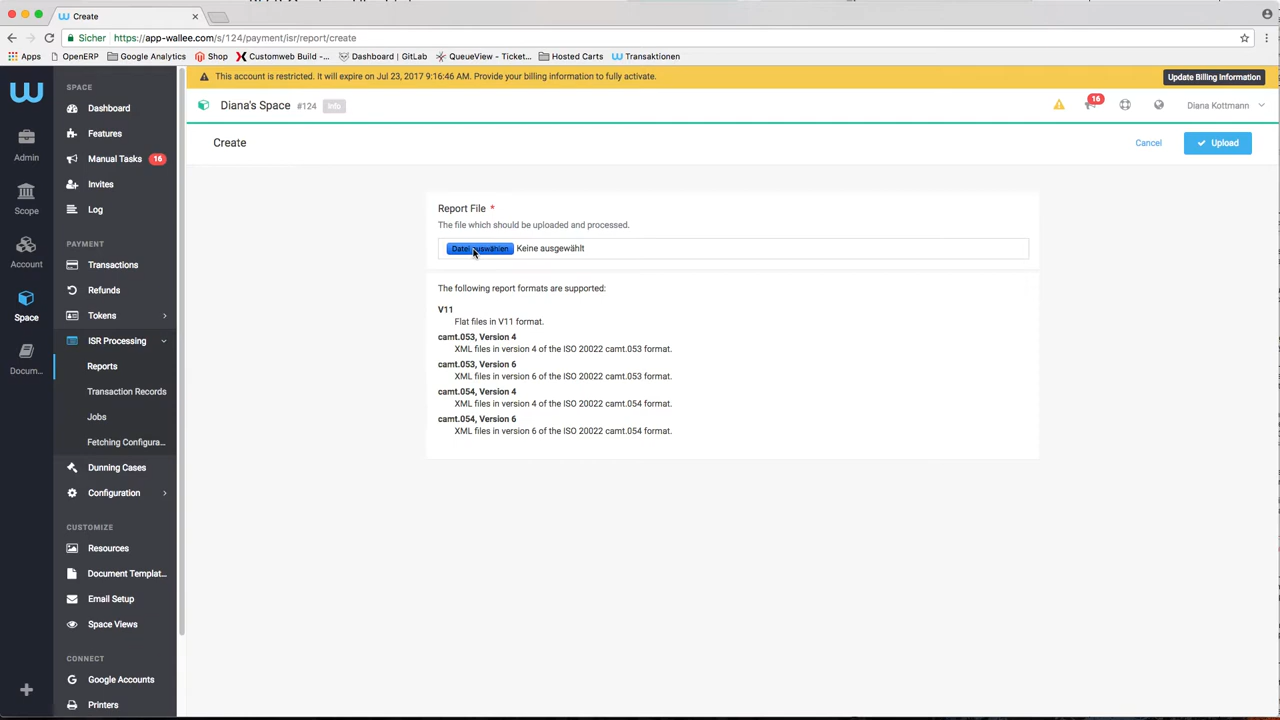 Create
Sicher https://app-wallee.com/s/124/payment/isr/report/create
Apps OpenERP Google Analytics Shop Customweb Build -... Dashboard | GitLab QueueView - Ticket... Hosted Carts Transaktionen
This account is restricted. It will expire on Jul 23, 2017 9:16:46 AM. Provide your billing information to fully activate.
Update Billing Information
Diana's Space #124 Info
16
Diana Kottmann
Create
Cancel
Upload
Admin
Scope
Account
Space
Docum...
SPACE
Dashboard
Features
Manual Tasks 16
Invites
Log
PAYMENT
Transactions
Refunds
Tokens
ISR Processing
Reports
Transaction Records
Jobs
Fetching Configura...
Dunning Cases
Configuration
CUSTOMIZE
Resources
Document Templat...
Email Setup
Space Views
CONNECT
Google Accounts
Printers
Report File *
The file which should be uploaded and processed.
Datei auswählen Keine ausgewählt
The following report formats are supported:
V11
Flat files in V11 format.
camt.053, Version 4
XML files in version 4 of the ISO 20022 camt.053 format.
camt.053, Version 6
XML files in version 6 of the ISO 20022 camt.053 format.
camt.054, Version 4
XML files in version 4 of the ISO 20022 camt.054 format.
camt.054, Version 6
XML files in version 6 of the ISO 20022 camt.054 format.